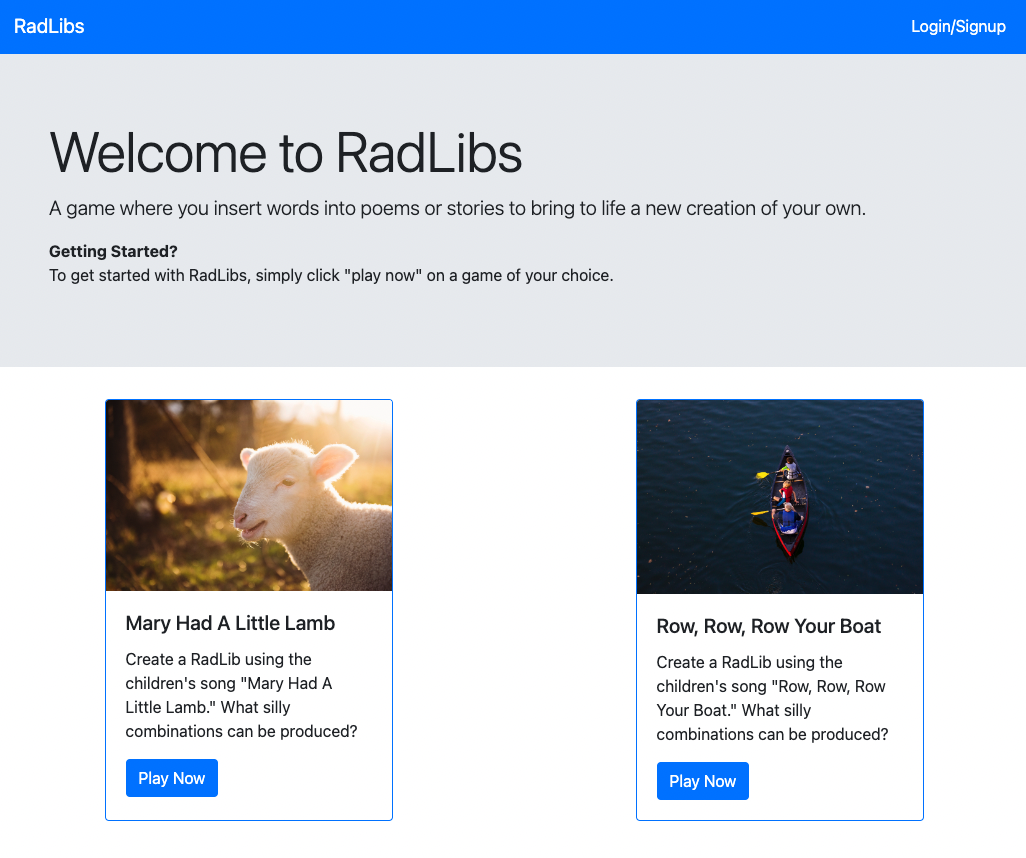 RadLibs
Login/Signup
Welcome to RadLibs
A game where you insert words into poems or stories to bring to life a new creation of your own.
Getting Started?
To get started with RadLibs, simply click "play now" on a game of your choice.
Mary Had A Little Lamb
Create a RadLib using the
children's song "Mary Had A
Little Lamb." What silly
combinations can be produced?
Play Now
Row, Row, Row Your Boat
Create a RadLib using the
children's song "Row, Row, Row
Your Boat." What silly
combinations can be produced?
Play Now